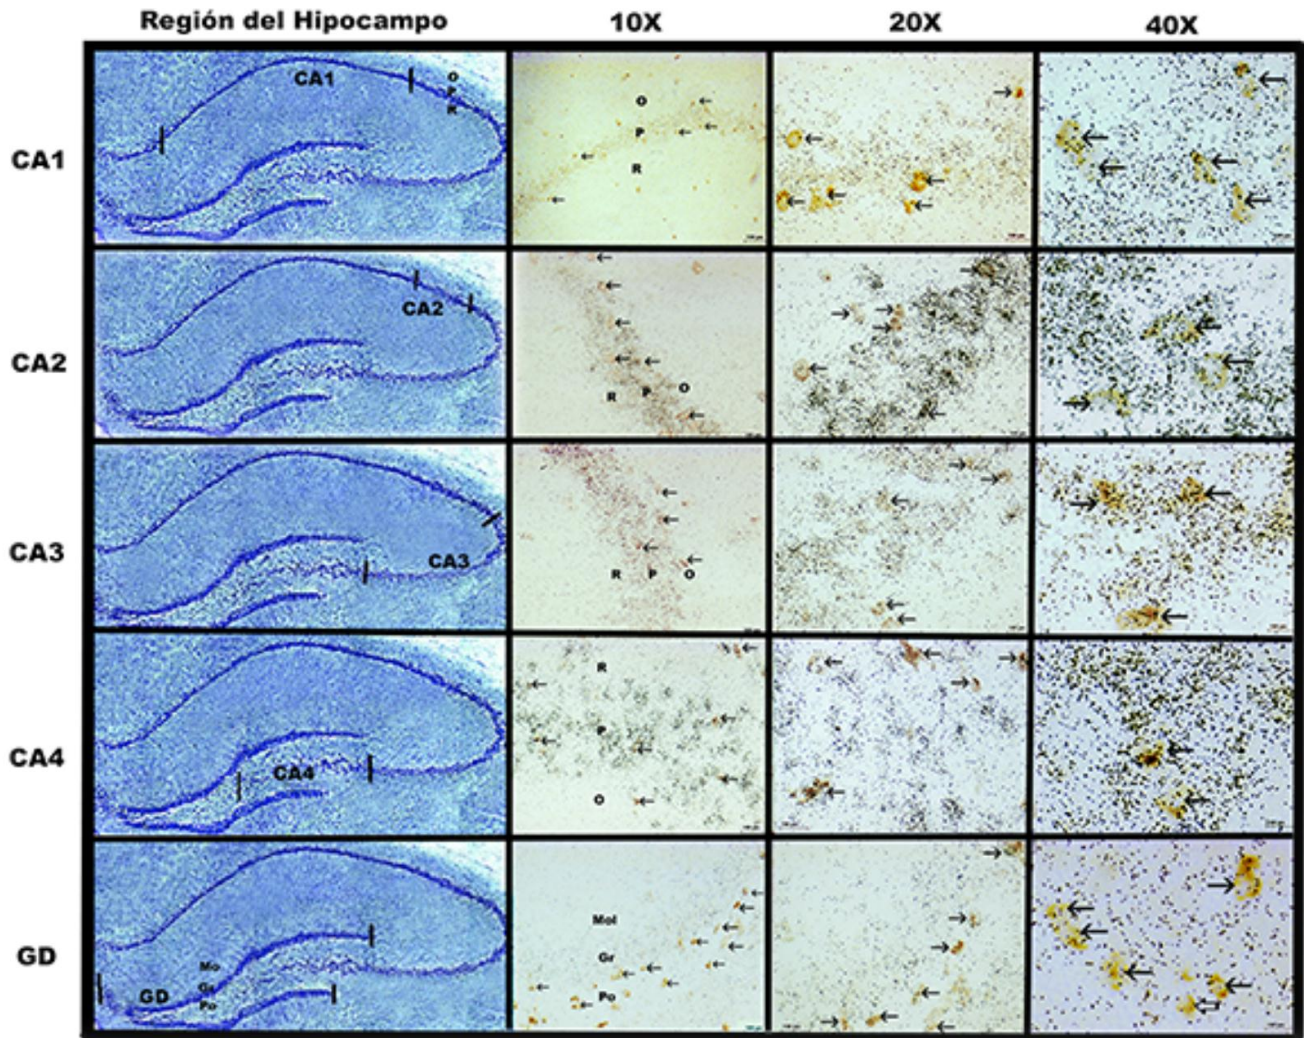 Región del Hipocampo 10X 20X 40X
CA1
CA1
O
P
R
O
P
R
CA2
CA2
R P O
CA3
CA3
R P O
CA4
CA4
R
P
O
GD
GD
Mo
Gr
Po
Mol
Gr
Po